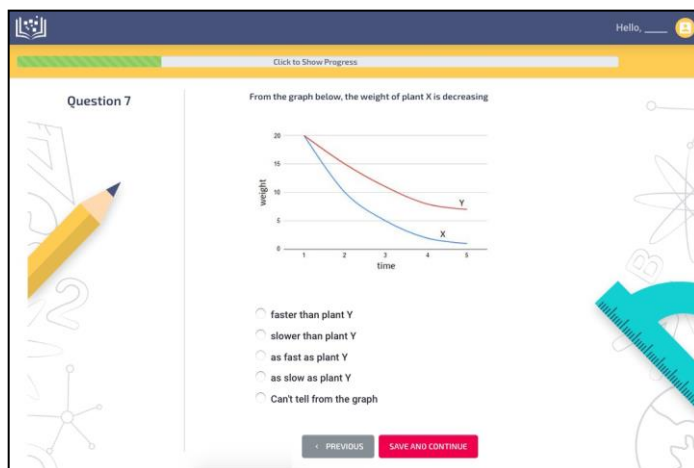 Hello, ____
Click to Show Progress
Question 7
From the graph below, the weight of plant X is decreasing
20
15
10
5
0
weight
Y
X
1 2 3 4 5
time
faster than plant Y
slower than plant Y
as fast as plant Y
as slow as plant Y
Can't tell from the graph
‹ PREVIOUS
SAVE AND CONTINUE
B
2